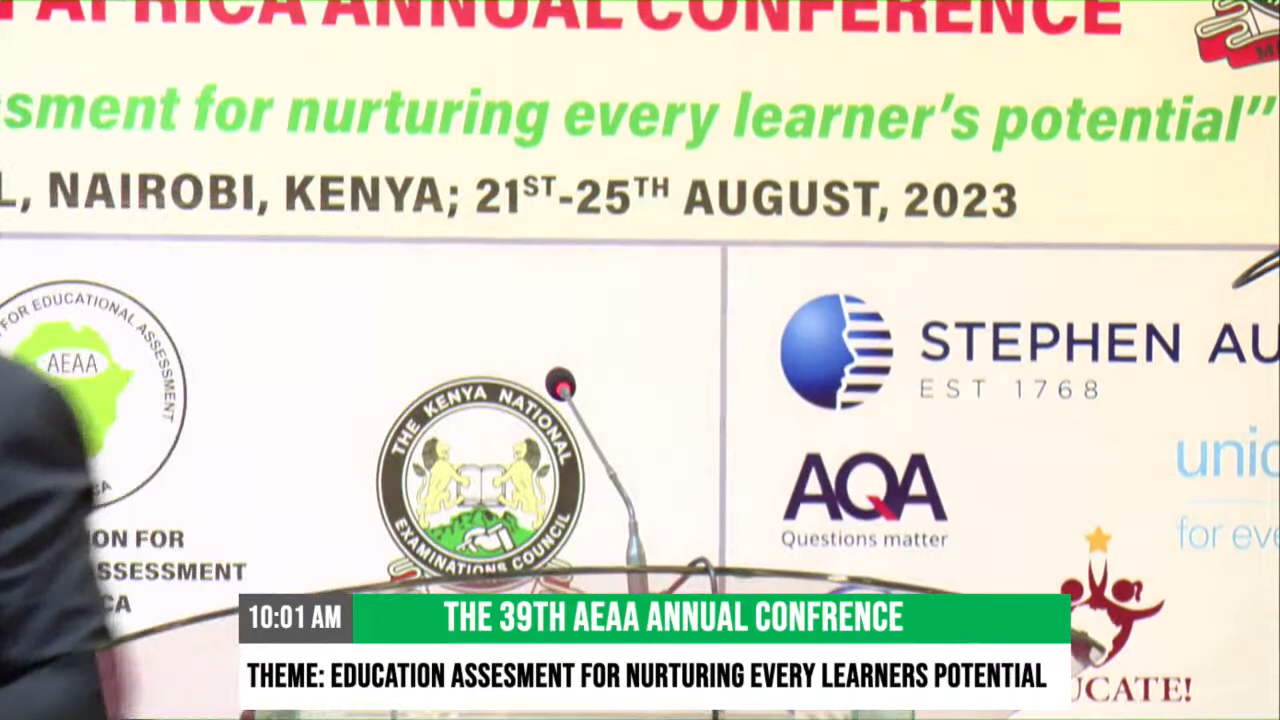 AFRICA ANNUAL CONFERENCE
sment for nurturing every learner's potential"
L, NAIROBI, KENYA; 21ST-25TH AUGUST, 2023
FOR EDUCATIONAL ASSESSMENT
AEAA
CA
ION FOR
SSESSMENT
CA
THE KENYA NATIONAL
EXAMINATIONS COUNCIL
STEPHEN AU
EST 1768
AQA
Questions matter
unic
for eve
UCATE!
10:01 AM
THE 39TH AEAA ANNUAL CONFRENCE
THEME: EDUCATION ASSESMENT FOR NURTURING EVERY LEARNERS POTENTIAL